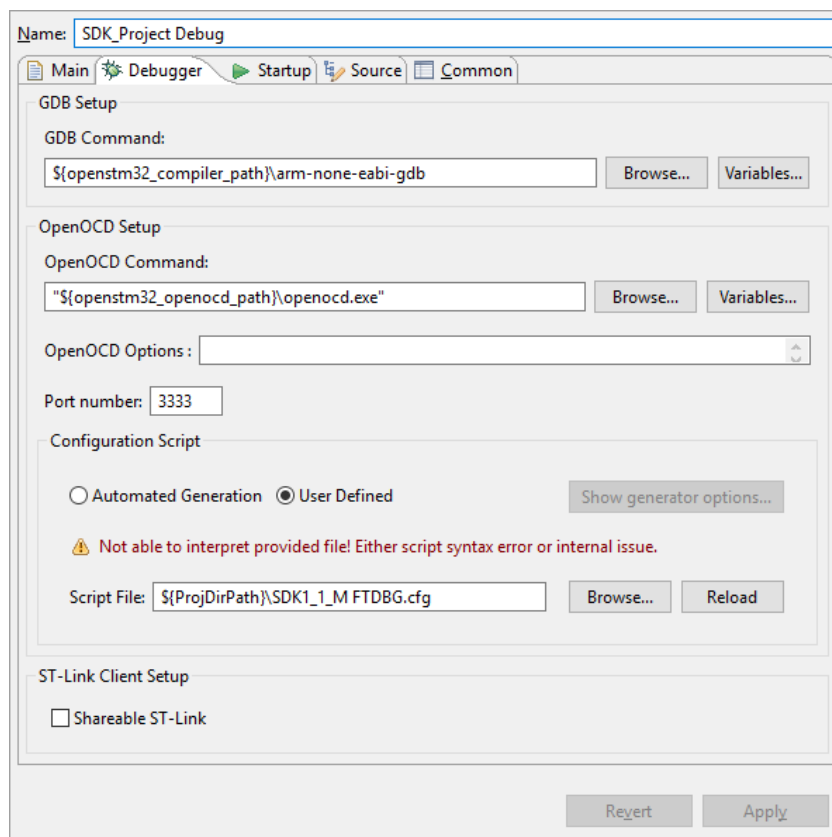 Name: SDK_Project Debug
Main Debugger Startup Source Common
GDB Setup
GDB Command:
${openstm32_compiler_path}\arm-none-eabi-gdb Browse... Variables...
OpenOCD Setup
OpenOCD Command:
"${openstm32_openocd_path}\openocd.exe" Browse... Variables...
OpenOCD Options :
Port number: 3333
Configuration Script
Automated Generation User Defined Show generator options...
Not able to interpret provided file! Either script syntax error or internal issue.
Script File: ${ProjDirPath}\SDK1_1_M FTDBG.cfg Browse... Reload
ST-Link Client Setup
Shareable ST-Link
Revert Apply